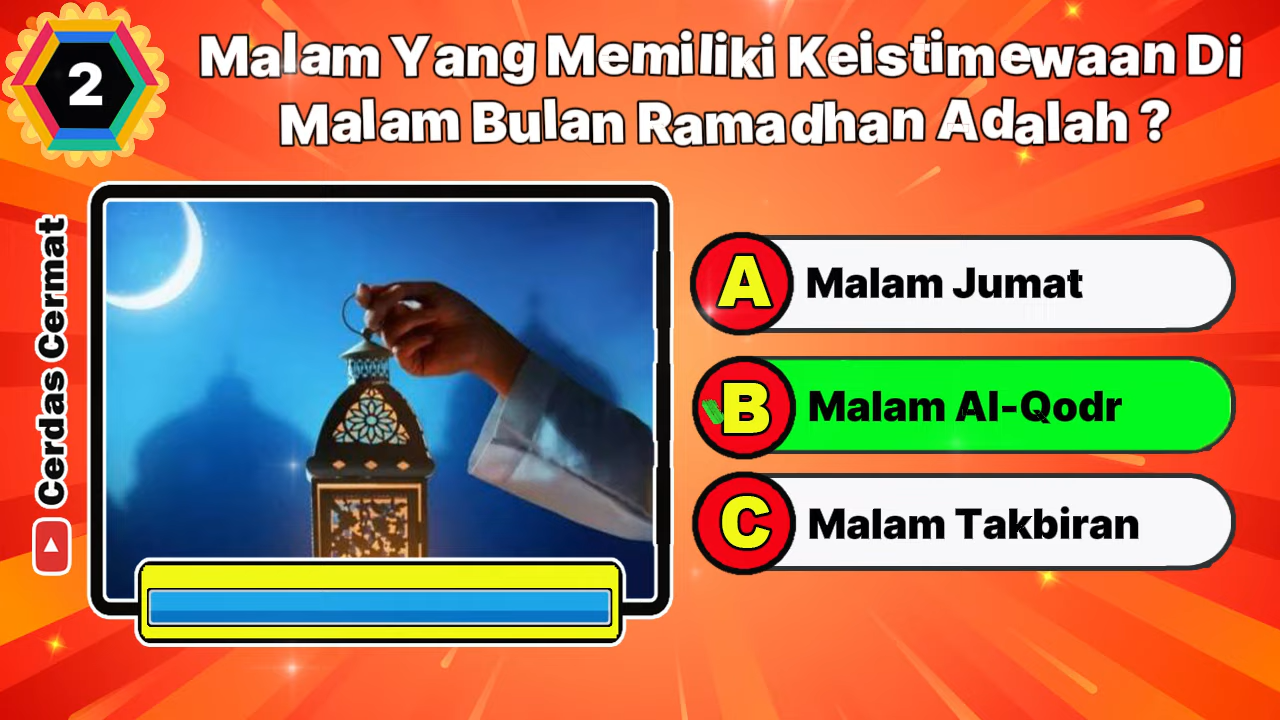 2
Malam Yang Memiliki Keistimewaan Di
Malam Bulan Ramadhan Adalah ?
Cerdas Cermat
A Malam Jumat
B Malam Al-Qodr
C Malam Takbiran